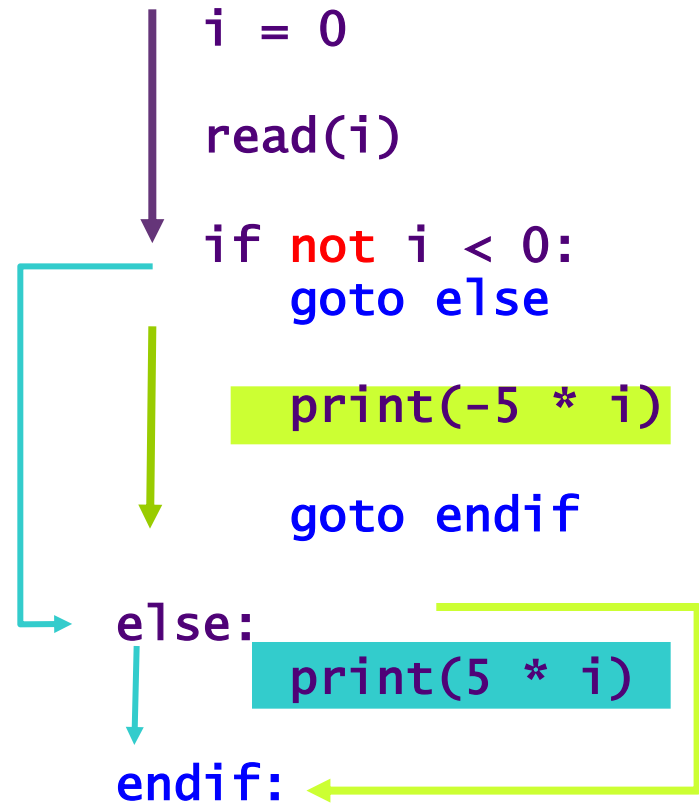 i = 0
read(i)
if not i < 0:
goto else
print(-5 * i)
goto endif
else:
print(5 * i)
endif: